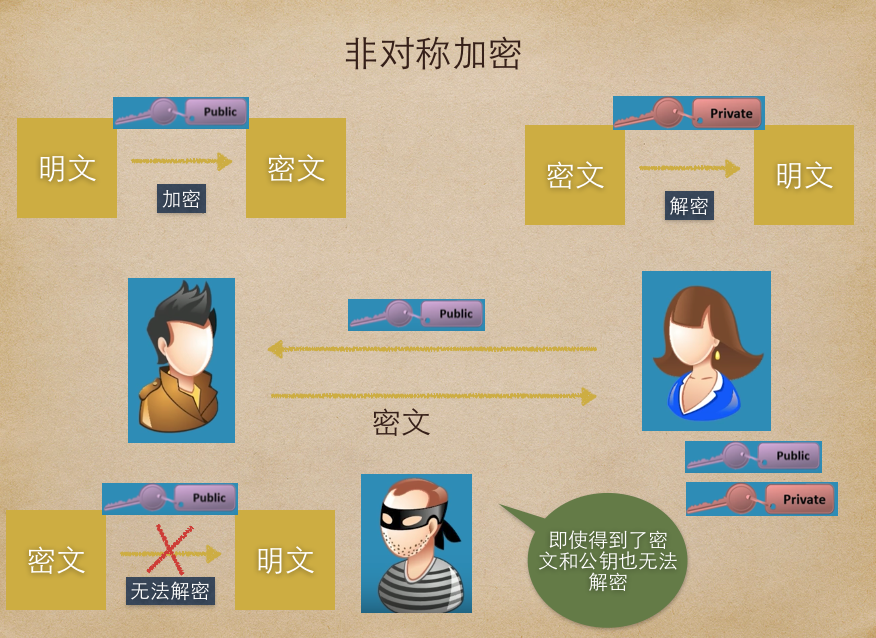 非对称加密
Public
Private
明文
密文
加密
密文
明文
解密
Public
密文
Public
Private
Public
密文
明文
无法解密
即使得到了密
文和公钥也无法
解密